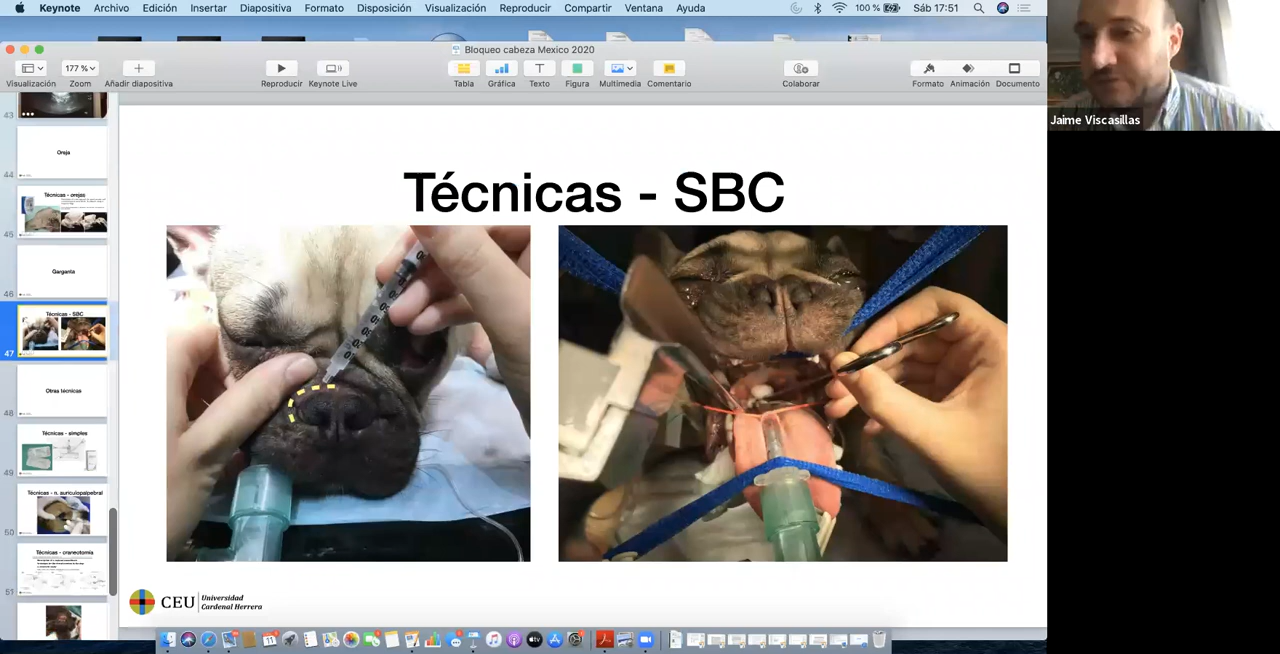 Keynote Archivo Edición Insertar Diapositiva Formato Disposición Visualización Reproducir Compartir Ventana Ayuda 100 % Sáb 17:51
Bloqueo cabeza Mexico 2020
177 %
Visualización Zoom Añadir diapositiva Reproducir Keynote Live Tabla Gráfica Texto Figura Multimedia Comentario Colaborar Formato Animación Documento
Jaime Viscasillas
43
Oreja
44
Técnicas - orejas
45
Garganta
46
Técnicas - SBC
47
Otras técnicas
48
Técnicas - simples
49
Técnicas - n. auriculopalpebral
50
Técnicas - craneotomía
51
Técnicas - SBC
CEU
Universidad
Cardenal Herrera